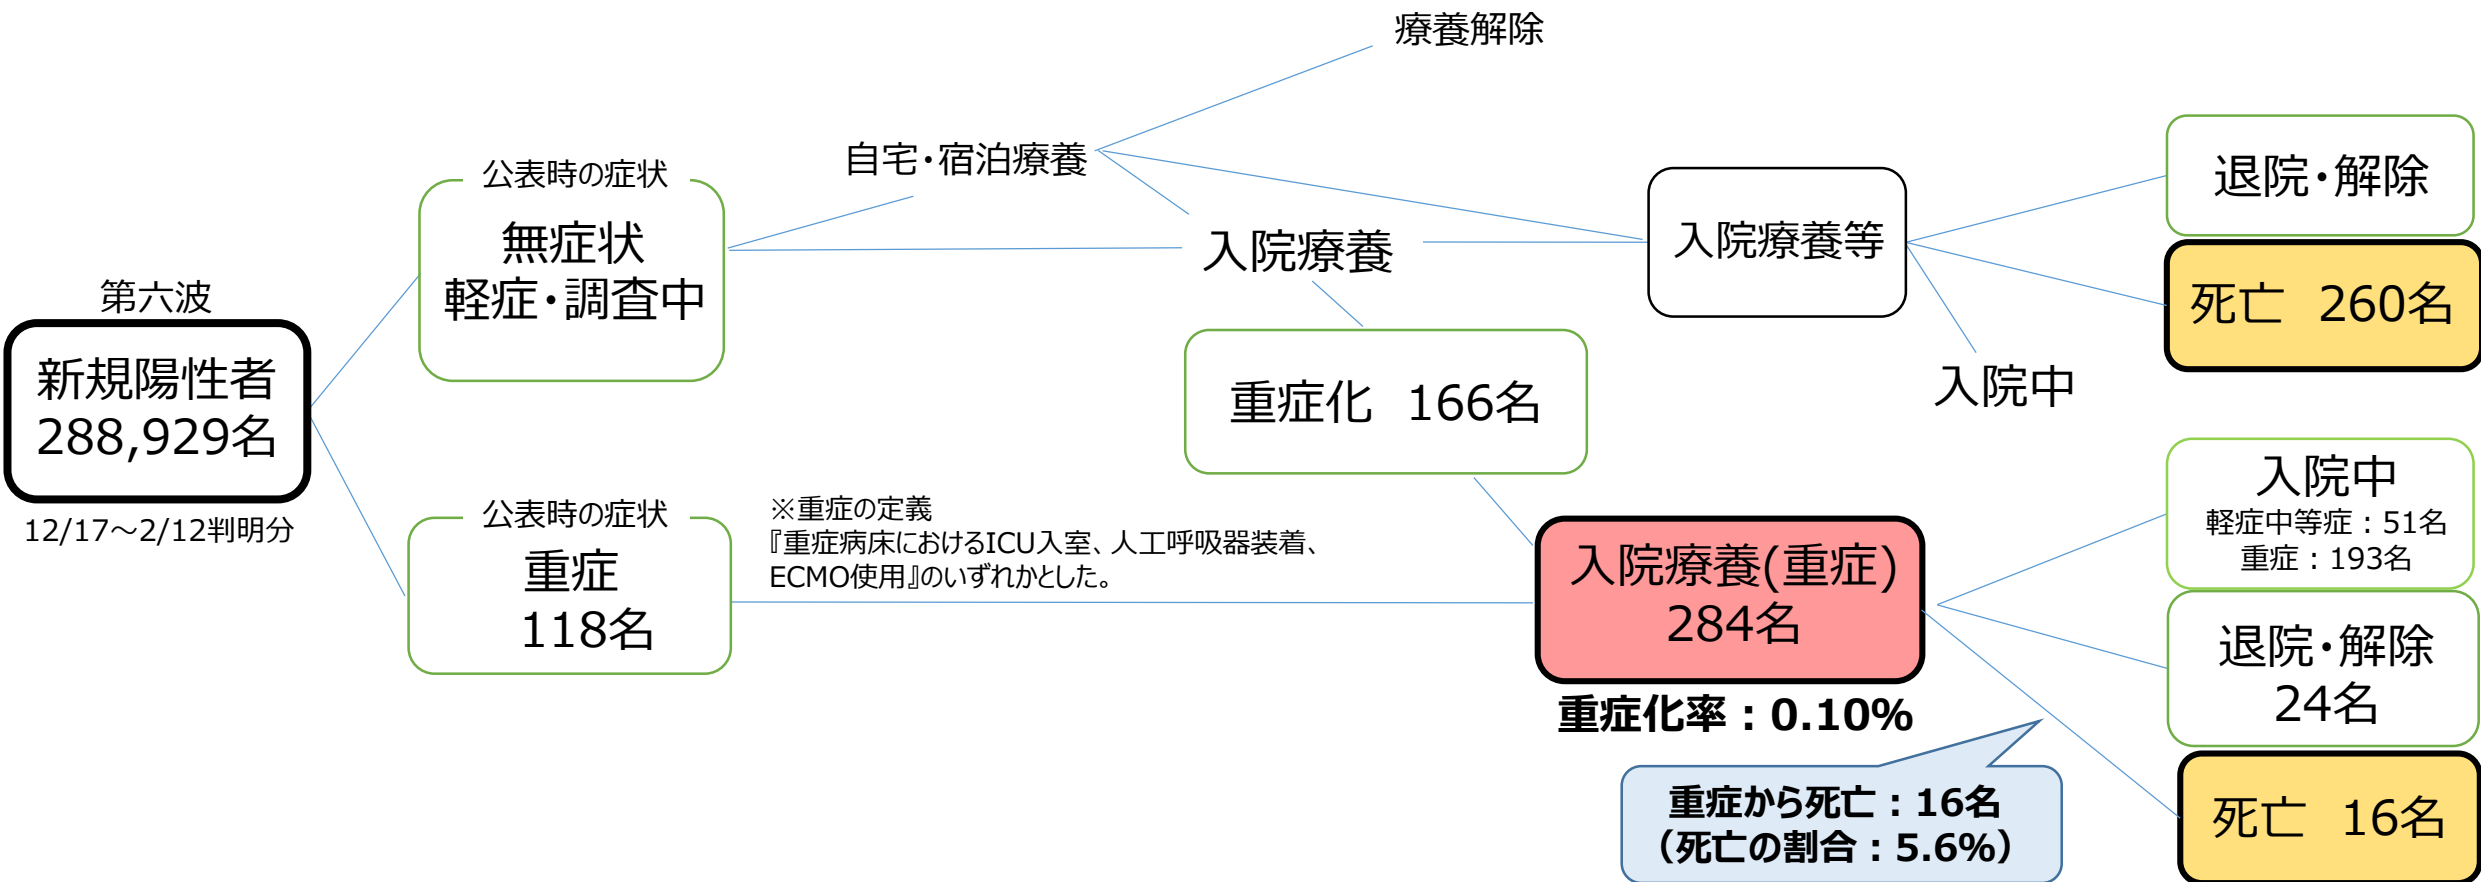 療養解除
自宅・宿泊療養
公表時の症状
無症状
軽症・調査中
入院療養
入院療養等
退院・解除
死亡　260名
入院中
第六波
新規陽性者
288,929名
12/17～2/12判明分
重症化　166名
公表時の症状
重症
118名
※重症の定義
『重症病床におけるICU入室、人工呼吸器装着、
ECMO使用』のいずれかとした。
入院療養(重症)
284名
重症化率：0.10%
入院中
軽症中等症：51名
重症：193名
退院・解除
24名
重症から死亡：16名
（死亡の割合：5.6%）
死亡　16名